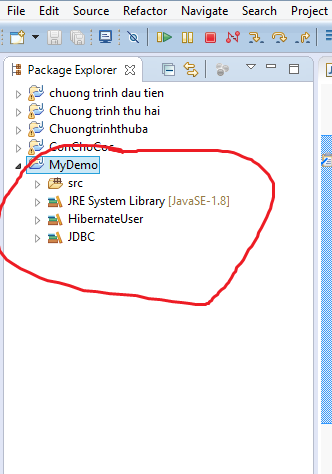 File Edit Source Refactor Navigate Search Project
Package Explorer
chuong trinh dau tien
Chuong trinh thu hai
Chuongtrinhthuba
ConChoCoc
MyDemo
src
JRE System Library [JavaSE-1.8]
HibernateUser
JDBC